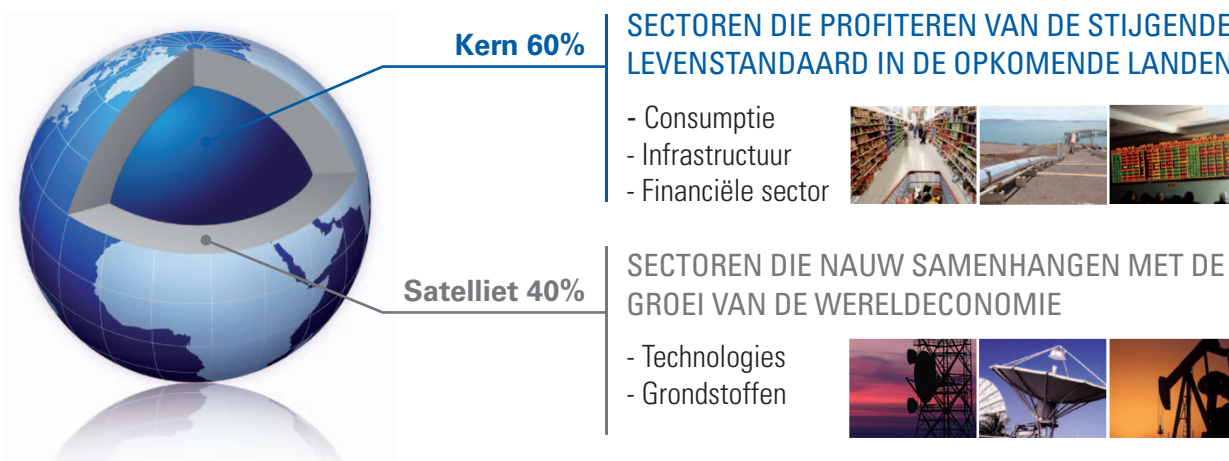 Kern 60%
SECTOREN DIE PROFITEREN VAN DE STIJGENDE
LEVENSTANDAARD IN DE OPKOMENDE LANDEN
- Consumptie
- Infrastructuur
- Financiële sector
Satelliet 40%
SECTOREN DIE NAUW SAMENHANGEN MET DE
GROEI VAN DE WERELDECONOMIE
- Technologies
- Grondstoffen